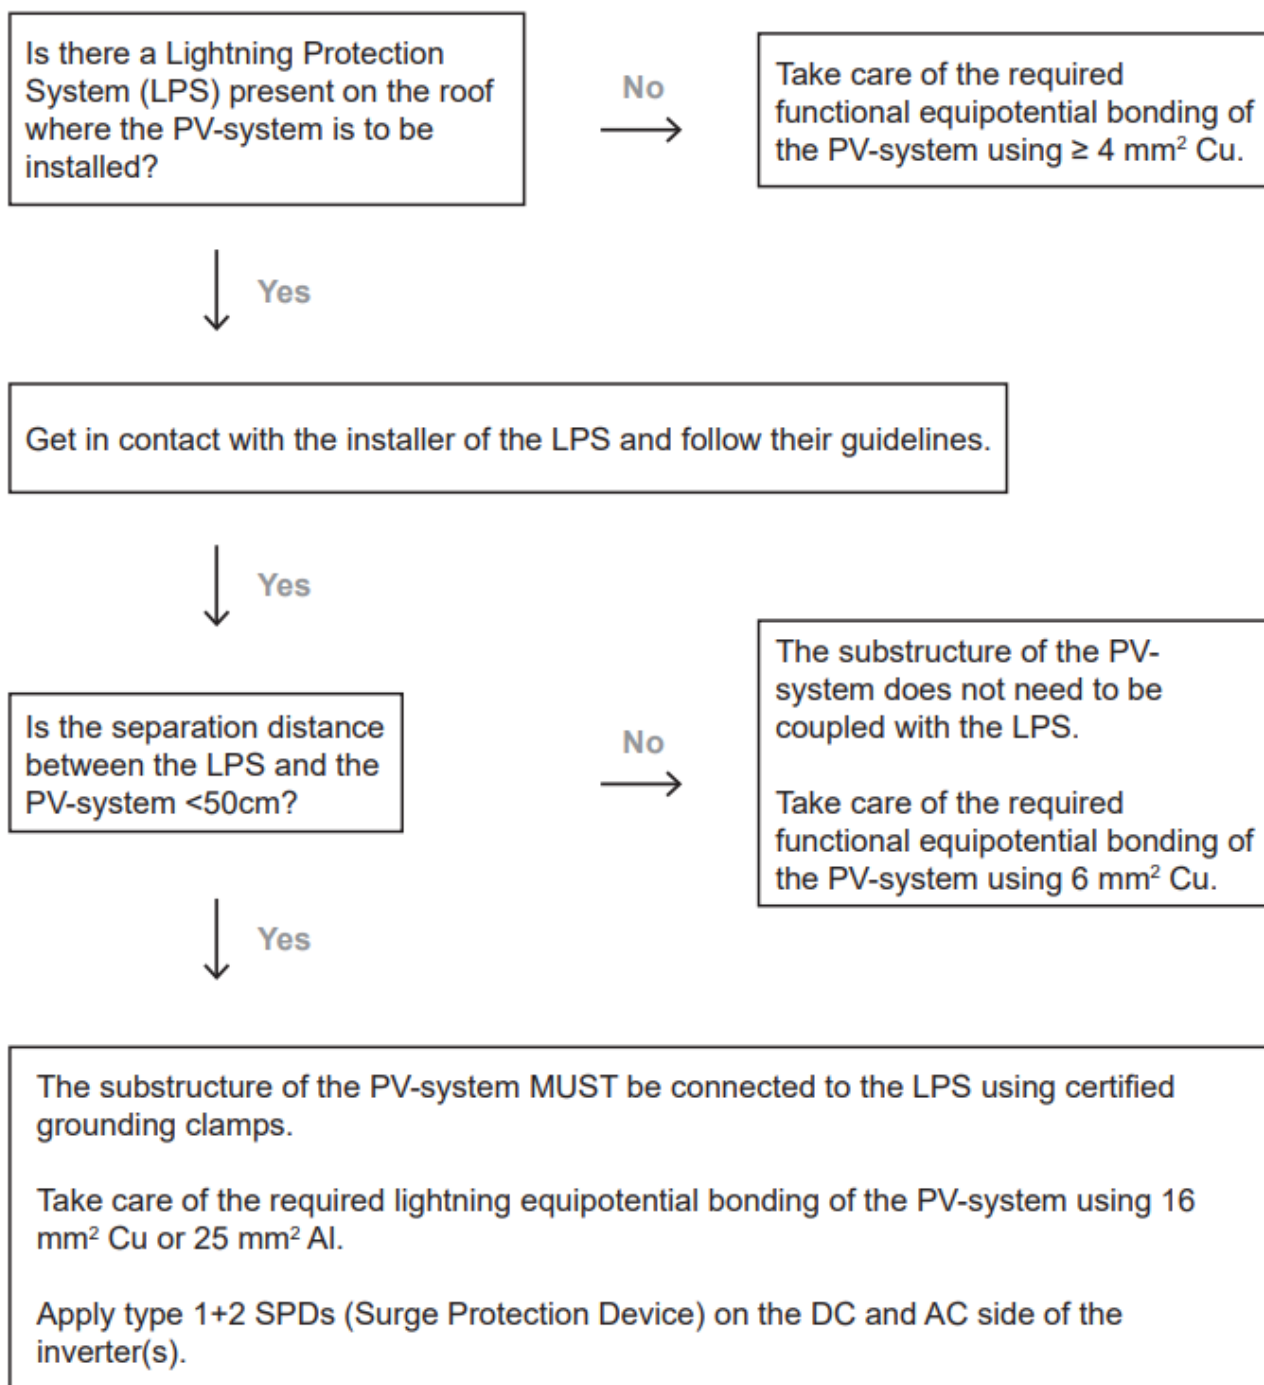 Is there a Lightning Protection
System (LPS) present on the roof
where the PV-system is to be
installed?
No
Take care of the required
functional equipotential bonding of
the PV-system using ≥ 4 mm² Cu.
Yes
Get in contact with the installer of the LPS and follow their guidelines.
Yes
Is the separation distance
between the LPS and the
PV-system <50cm?
No
The substructure of the PV-
system does not need to be
coupled with the LPS.
Take care of the required
functional equipotential bonding of
the PV-system using 6 mm² Cu.
Yes
The substructure of the PV-system MUST be connected to the LPS using certified
grounding clamps.
Take care of the required lightning equipotential bonding of the PV-system using 16
mm² Cu or 25 mm² Al.
Apply type 1+2 SPDs (Surge Protection Device) on the DC and AC side of the
inverter(s).